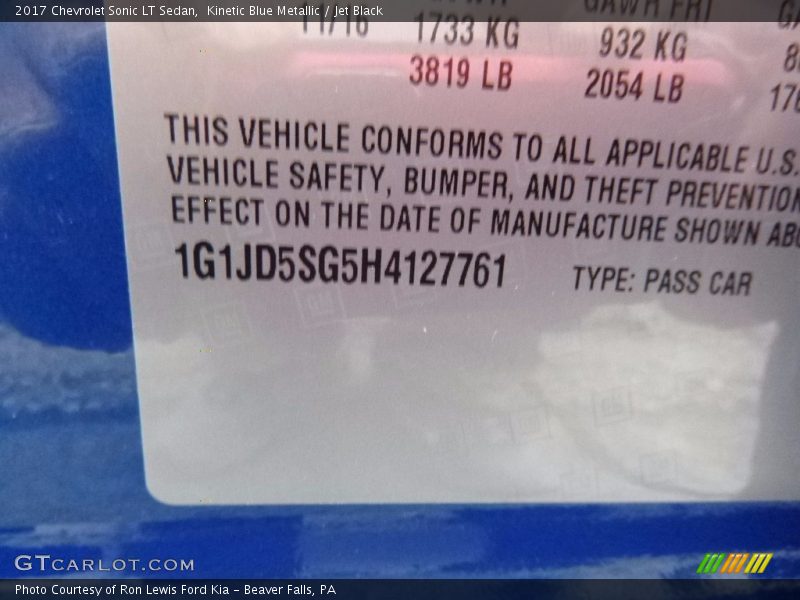 2017 Chevrolet Sonic LT Sedan,  Kinetic Blue Metallic / Jet Black
11/16 1733 KG 932 KG
3819 LB 2054 LB
THIS VEHICLE CONFORMS TO ALL APPLICABLE U.S.
VEHICLE SAFETY, BUMPER, AND THEFT PREVENTION
EFFECT ON THE DATE OF MANUFACTURE SHOWN
1G1JD5SG5H4127761 TYPE: PASS CAR
GTCARLOT.COM
Photo Courtesy of Ron Lewis Ford Kia - Beaver Falls, PA